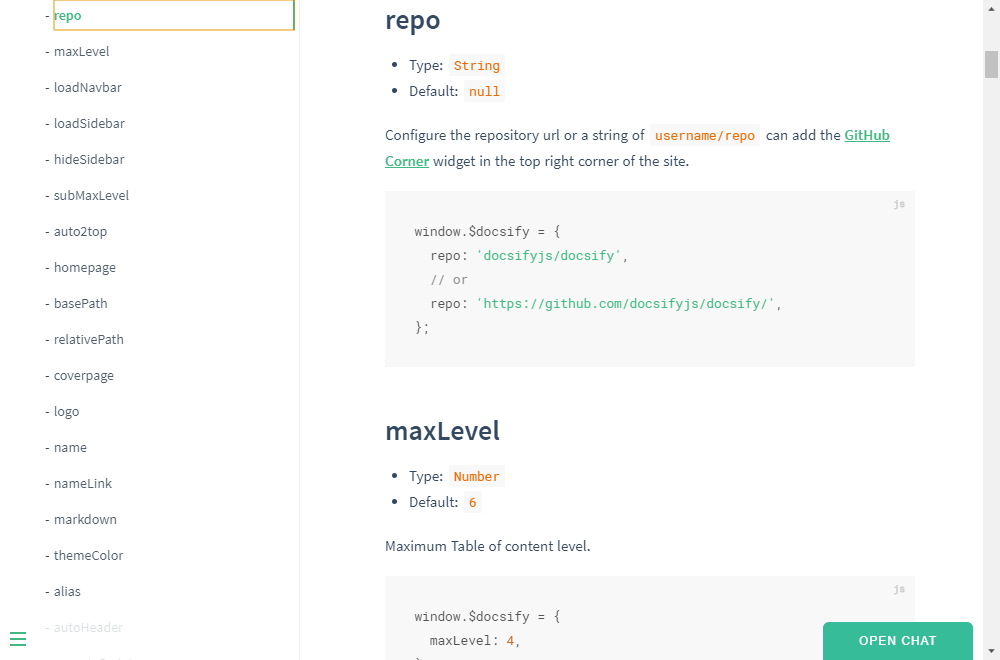 - repo
- maxLevel
- loadNavbar
- loadSidebar
- hideSidebar
- subMaxLevel
- auto2top
- homepage
- basePath
- relativePath
- coverpage
- logo
- name
- nameLink
- markdown
- themeColor
- alias
- autoHeader
repo
• Type: String
• Default: null
Configure the repository url or a string of username/repo can add the GitHub
Corner widget in the top right corner of the site.
js
window.$docsify = {
  repo: 'docsifyjs/docsify',
  // or
  repo: 'https://github.com/docsifyjs/docsify/',
};
maxLevel
• Type: Number
• Default: 6
Maximum Table of content level.
js
window.$docsify = {
  maxLevel: 4,
OPEN CHAT